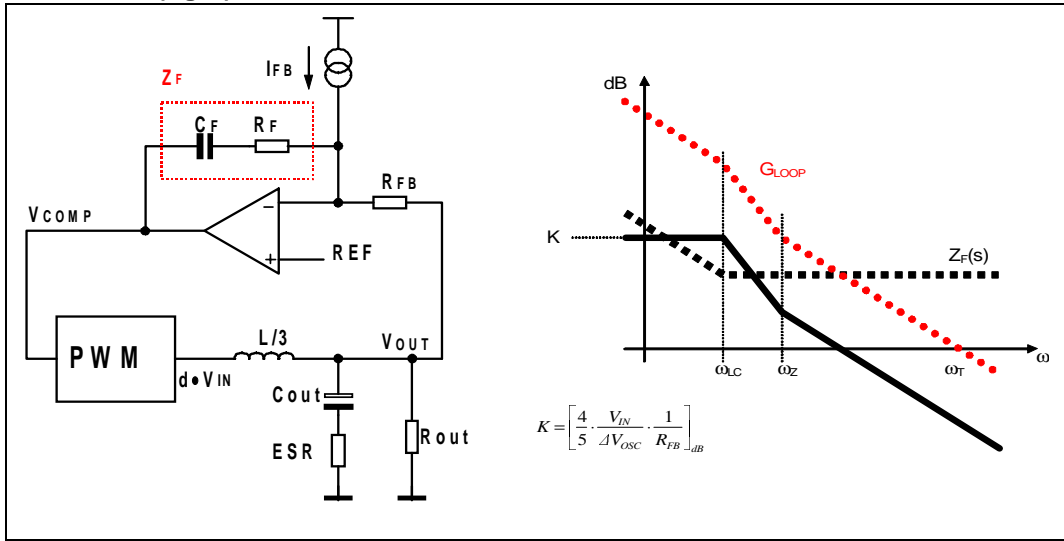 IFB
ZF
CF RF
RFB
VCOMP
−
+
REF
PWM
L/3
VOUT
d•VIN
Cout
ESR
Rout
dB
GLOOP
K
ZF(s)
ωLC
ωZ
ωT
ω
K = [4/5 · VIN/ΔVOSC · 1/RFB]dB